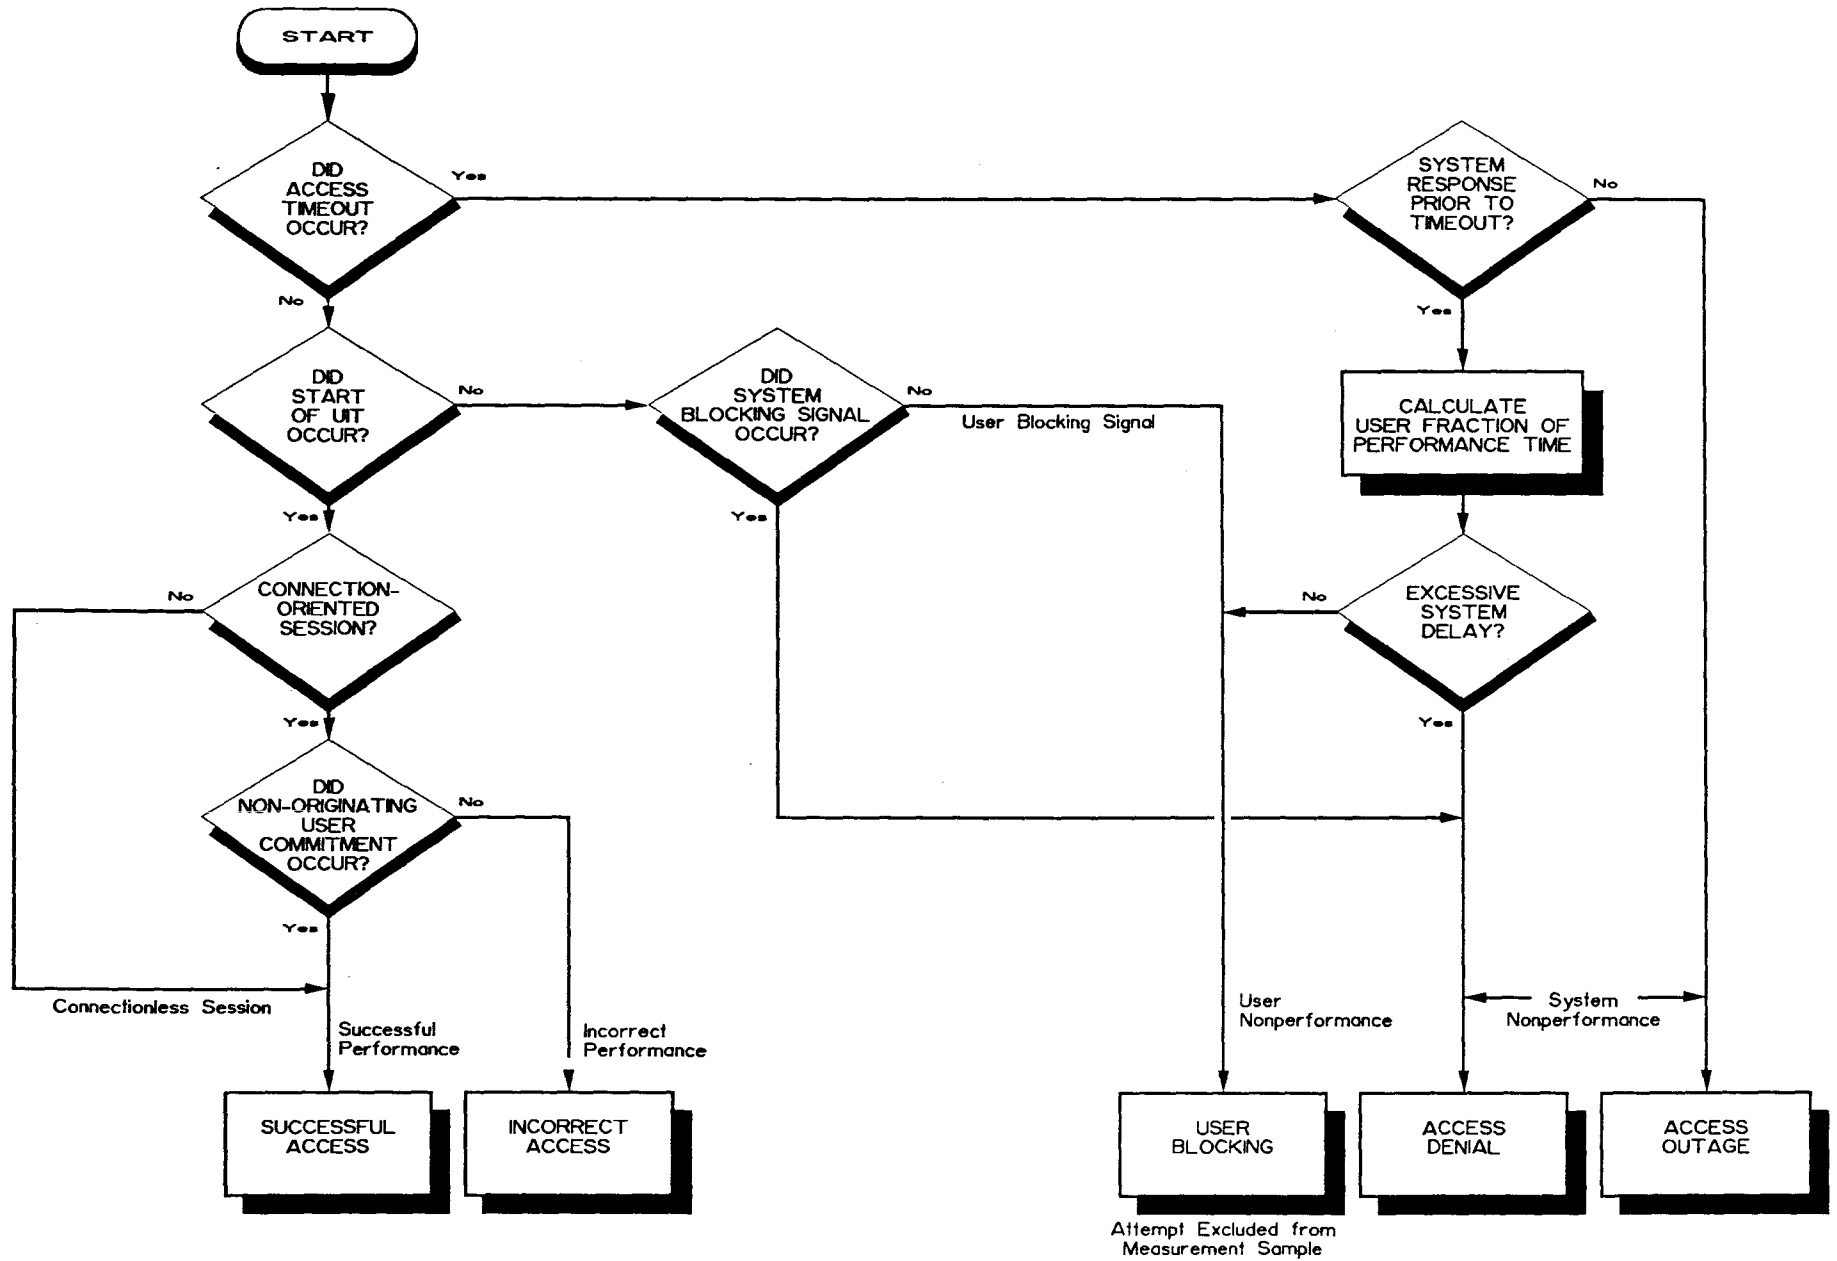 START
DID
ACCESS
TIMEOUT
OCCUR?
Yes
No
SYSTEM
RESPONSE
PRIOR TO
TIMEOUT?
No
Yes
DID
START
OF UIT
OCCUR?
No
Yes
DID
SYSTEM
BLOCKING SIGNAL
OCCUR?
No
User Blocking Signal
Yes
CALCULATE
USER FRACTION OF
PERFORMANCE TIME
CONNECTION-
ORIENTED
SESSION?
No
Yes
EXCESSIVE
SYSTEM
DELAY?
No
Yes
DID
NON-ORIGINATING
USER
COMMITMENT
OCCUR?
No
Yes
Connectionless Session
Successful
Performance
Incorrect
Performance
User
Nonperformance
System
Nonperformance
SUCCESSFUL
ACCESS
INCORRECT
ACCESS
USER
BLOCKING
ACCESS
DENIAL
ACCESS
OUTAGE
Attempt Excluded from
Measurement Sample